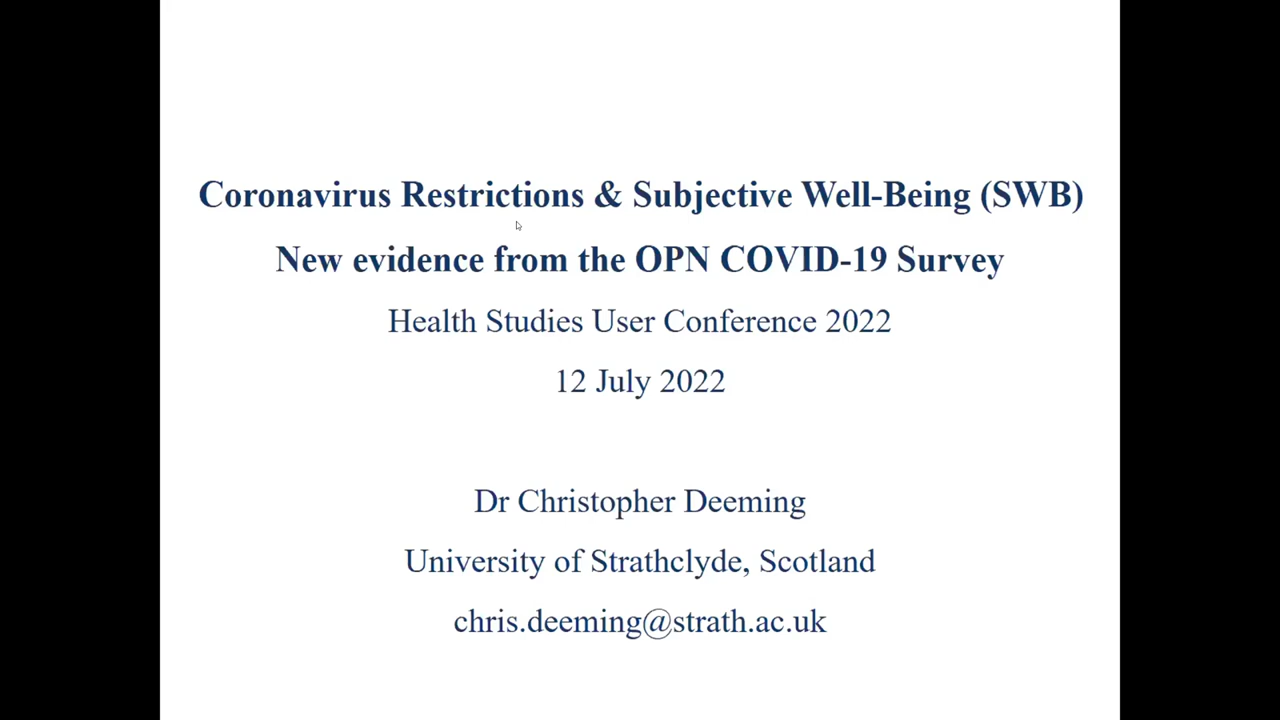 Coronavirus Restrictions & Subjective Well-Being (SWB)
New evidence from the OPN COVID-19 Survey
Health Studies User Conference 2022
12 July 2022
Dr Christopher Deeming
University of Strathclyde, Scotland
chris.deeming@strath.ac.uk